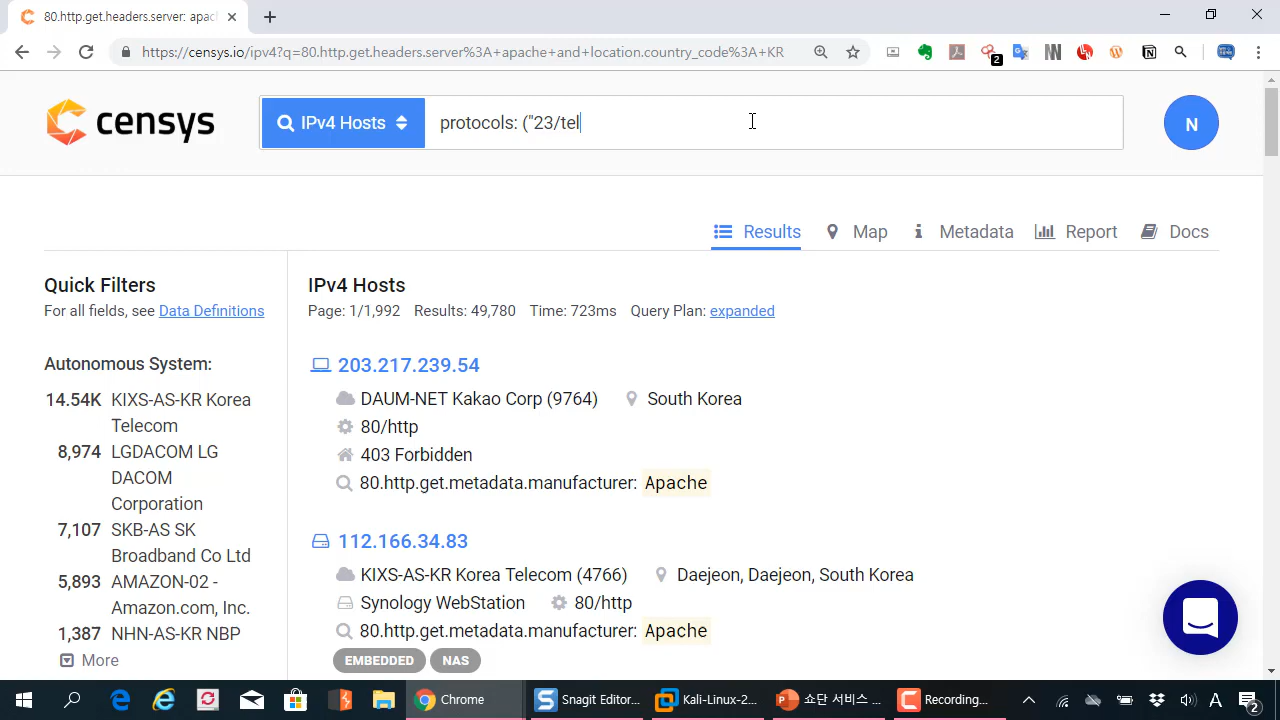 80.http.get.headers.server: apac
https://censys.io/ipv4?q=80.http.get.headers.server%3A+apache+and+location.country_code%3A+KR
2
censys
IPv4 Hosts
protocols: ("23/tel
N
Results
Map
Metadata
Report
Docs
Quick Filters
For all fields, see Data Definitions
Autonomous System:
14.54K KIXS-AS-KR Korea
Telecom
8,974 LGDACOM LG
DACOM
Corporation
7,107 SKB-AS SK
Broadband Co Ltd
5,893 AMAZON-02 -
Amazon.com, Inc.
1,387 NHN-AS-KR NBP
More
IPv4 Hosts
Page: 1/1,992 Results: 49,780 Time: 723ms Query Plan: expanded
203.217.239.54
DAUM-NET Kakao Corp (9764) South Korea
80/http
403 Forbidden
80.http.get.metadata.manufacturer: Apache
112.166.34.83
KIXS-AS-KR Korea Telecom (4766) Daejeon, Daejeon, South Korea
Synology WebStation 80/http
80.http.get.metadata.manufacturer: Apache
EMBEDDED NAS
Chrome
Snagit Editor...
Kali-Linux-2...
쇼단 서비스 ...
Recording...
A
2